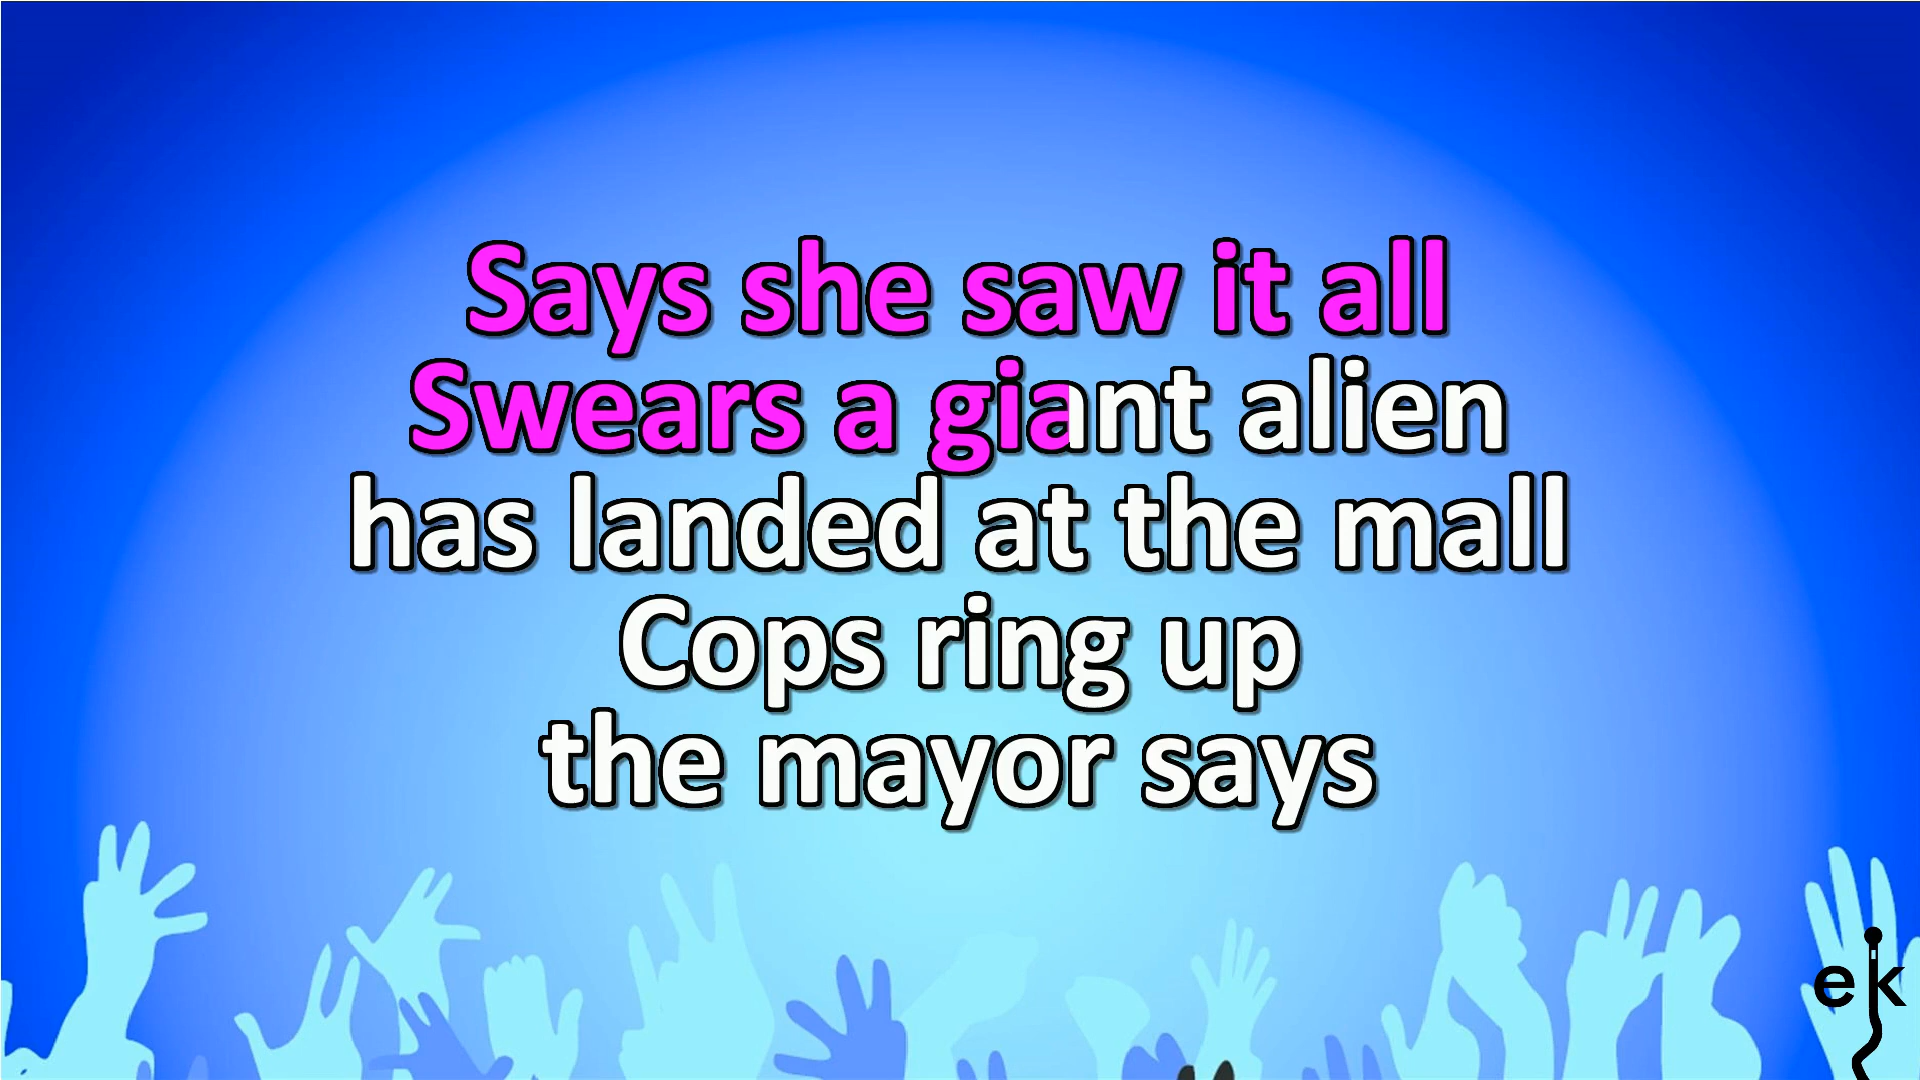 Says she saw it all
Swears a giant alien
has landed at the mall
Cops ring up
the mayor says
ek